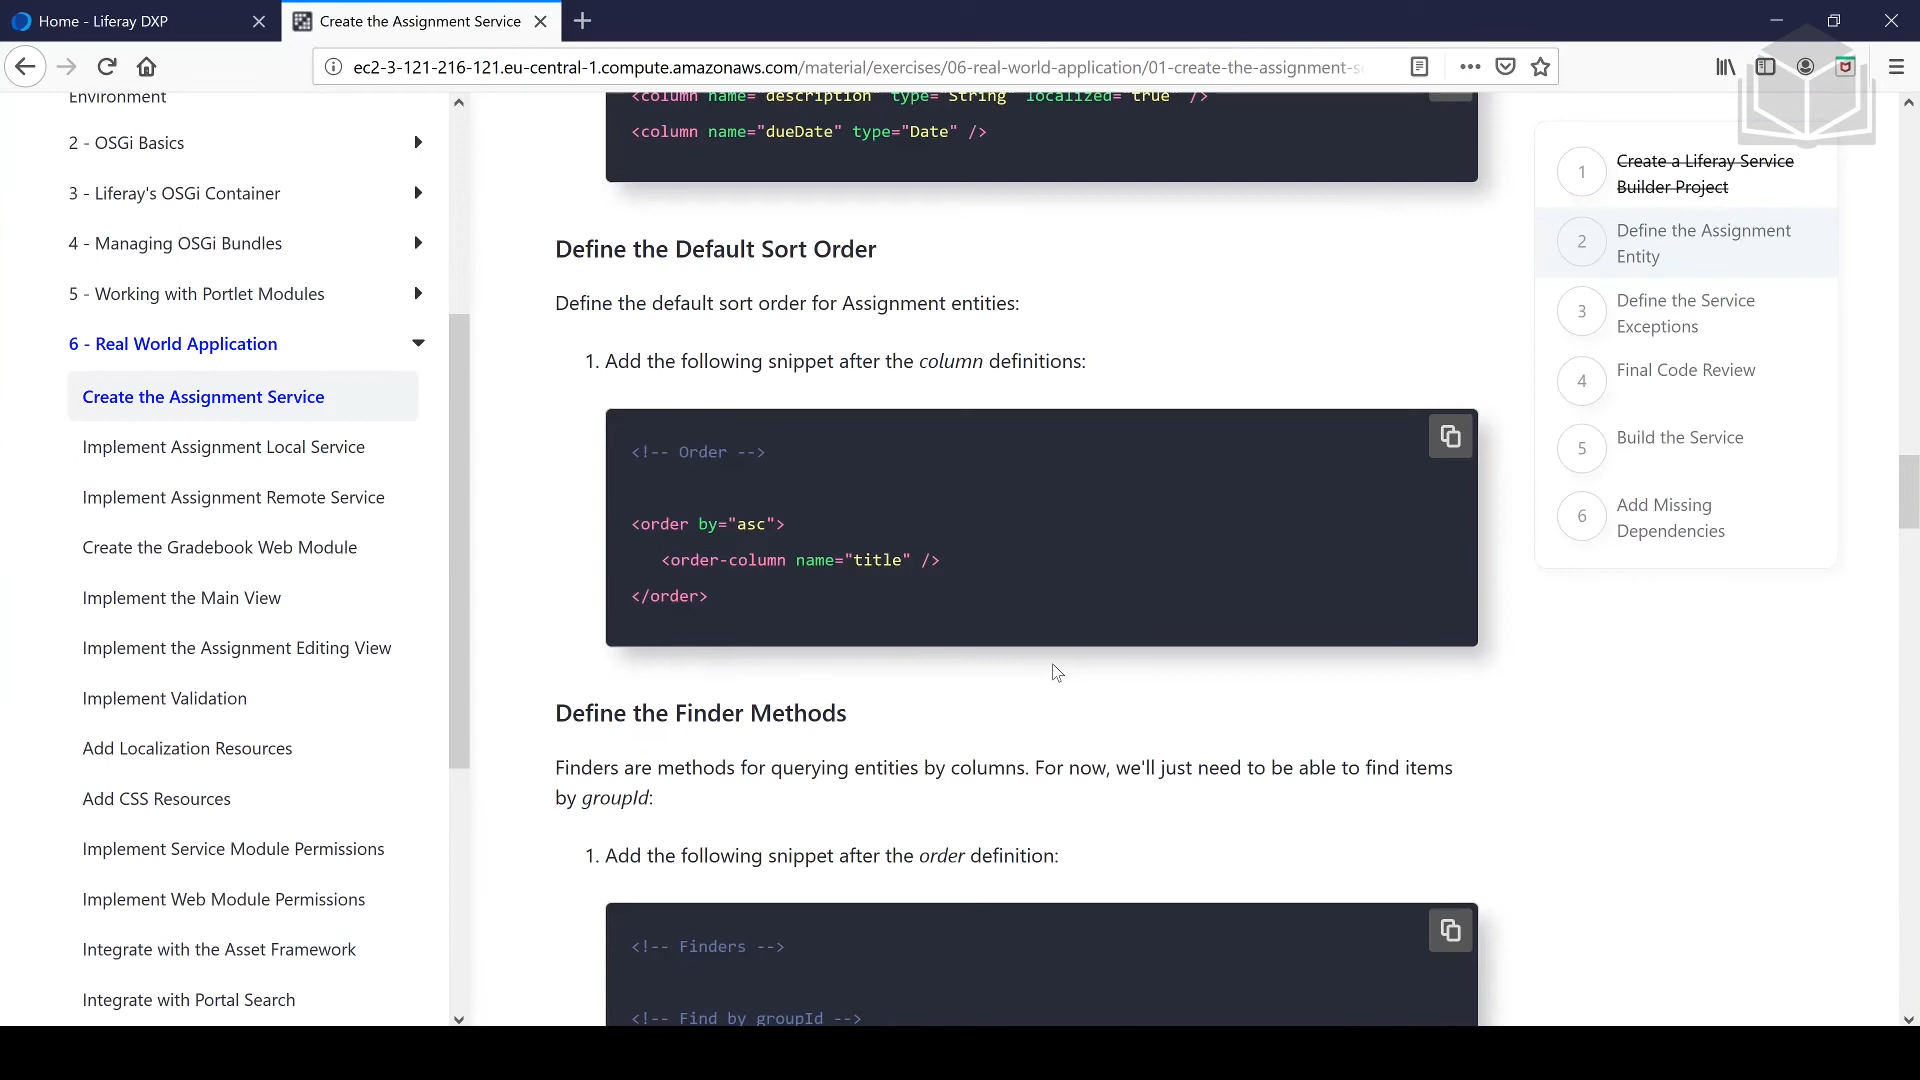 Home - Liferay DXP
Create the Assignment Service
ec2-3-121-216-121.eu-central-1.compute.amazonaws.com/material/exercises/06-real-world-application/01-create-the-assignment-s
Environment
2 - OSGi Basics
3 - Liferay's OSGi Container
4 - Managing OSGi Bundles
5 - Working with Portlet Modules
6 - Real World Application
Create the Assignment Service
Implement Assignment Local Service
Implement Assignment Remote Service
Create the Gradebook Web Module
Implement the Main View
Implement the Assignment Editing View
Implement Validation
Add Localization Resources
Add CSS Resources
Implement Service Module Permissions
Implement Web Module Permissions
Integrate with the Asset Framework
Integrate with Portal Search
<column name="description" type="String" localized="true" />
<column name="dueDate" type="Date" />
Define the Default Sort Order
Define the default sort order for Assignment entities:
1. Add the following snippet after the column definitions:
<!-- Order -->
<order by="asc">
<order-column name="title" />
</order>
Define the Finder Methods
Finders are methods for querying entities by columns. For now, we'll just need to be able to find items
by groupId:
1. Add the following snippet after the order definition:
<!-- Finders -->
<!-- Find by groupId -->
1
Create a Liferay Service
Builder Project
2
Define the Assignment
Entity
3
Define the Service
Exceptions
4
Final Code Review
5
Build the Service
6
Add Missing
Dependencies